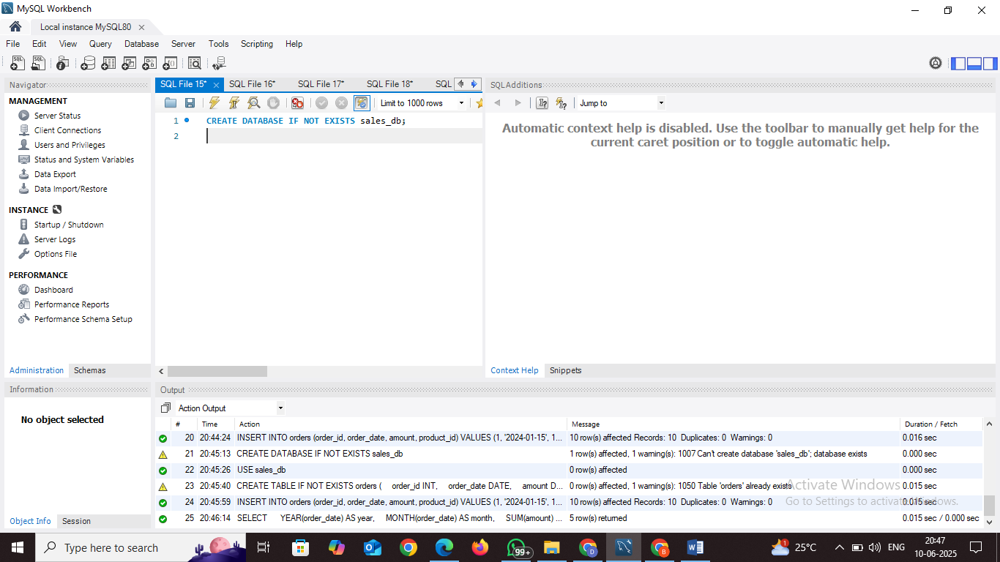 MySQL Workbench
Local instance MySQL80
File Edit View Query Database Server Tools Scripting Help
Navigator
MANAGEMENT
Server Status
Client Connections
Users and Privileges
Status and System Variables
Data Export
Data Import/Restore
INSTANCE
Startup / Shutdown
Server Logs
Options File
PERFORMANCE
Dashboard
Performance Reports
Performance Schema Setup
Administration Schemas
Information
No object selected
Object Info Session
SQL File 15* SQL File 16* SQL File 17* SQL File 18* SQL
Limit to 1000 rows
1 CREATE DATABASE IF NOT EXISTS sales_db;
2
SQLAdditions
Jump to
Automatic context help is disabled. Use the toolbar to manually get help for the
current caret position or to toggle automatic help.
Context Help Snippets
Output
Action Output
# Time Action Message Duration / Fetch
20 20:44:24 INSERT INTO orders (order_id, order_date, amount, product_id) VALUES (1, '2024-01-15', 1... 10 row(s) affected Records: 10 Duplicates: 0 Warnings: 0 0.016 sec
21 20:45:13 CREATE DATABASE IF NOT EXISTS sales_db 1 row(s) affected, 1 warning(s): 1007 Can't create database 'sales_db'; database exists 0.000 sec
22 20:45:26 USE sales_db 0 row(s) affected 0.000 sec
23 20:45:40 CREATE TABLE IF NOT EXISTS orders ( order_id INT, order_date DATE, amount D... 0 row(s) affected, 1 warning(s): 1050 Table 'orders' already exists 0.015 sec
24 20:45:59 INSERT INTO orders (order_id, order_date, amount, product_id) VALUES (1, '2024-01-15', 1... 10 row(s) affected Records: 10 Duplicates: 0 Warnings: 0 0.015 sec
25 20:46:14 SELECT YEAR(order_date) AS year, MONTH(order_date) AS month, SUM(amount) ... 5 row(s) returned 0.015 sec / 0.000 sec
Activate Windows
Go to Settings to activate Windows.
Type here to search
99+
D
B
W
1
25°C
ENG
20:47
10-06-2025